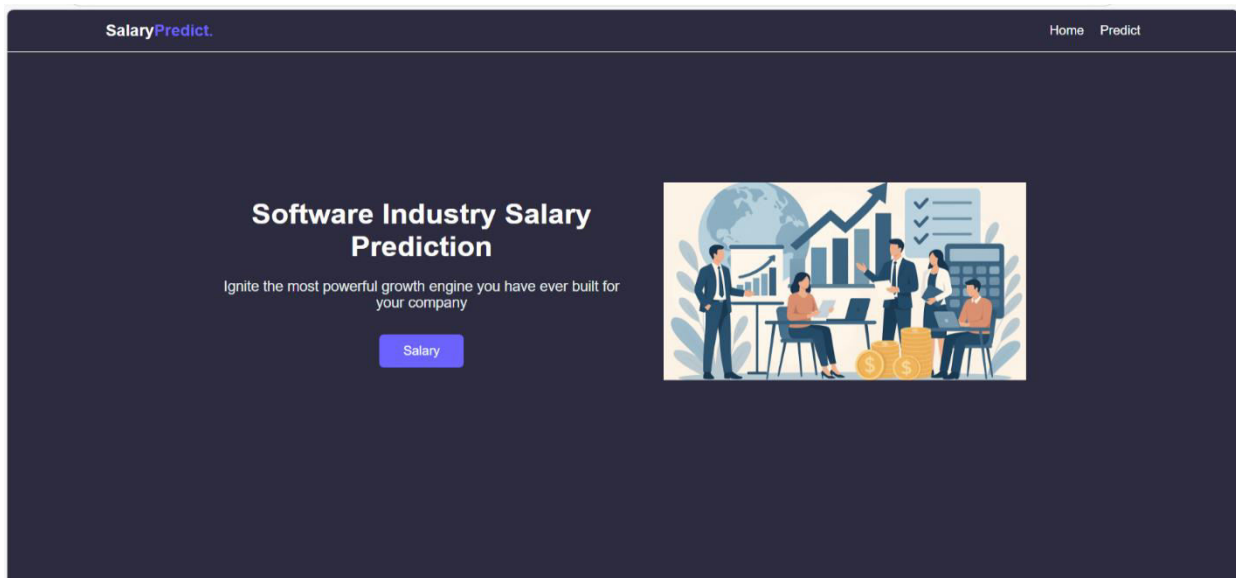 SalaryPredict.
Home Predict
Software Industry Salary
Prediction
Ignite the most powerful growth engine you have ever built for
your company
Salary
$ $